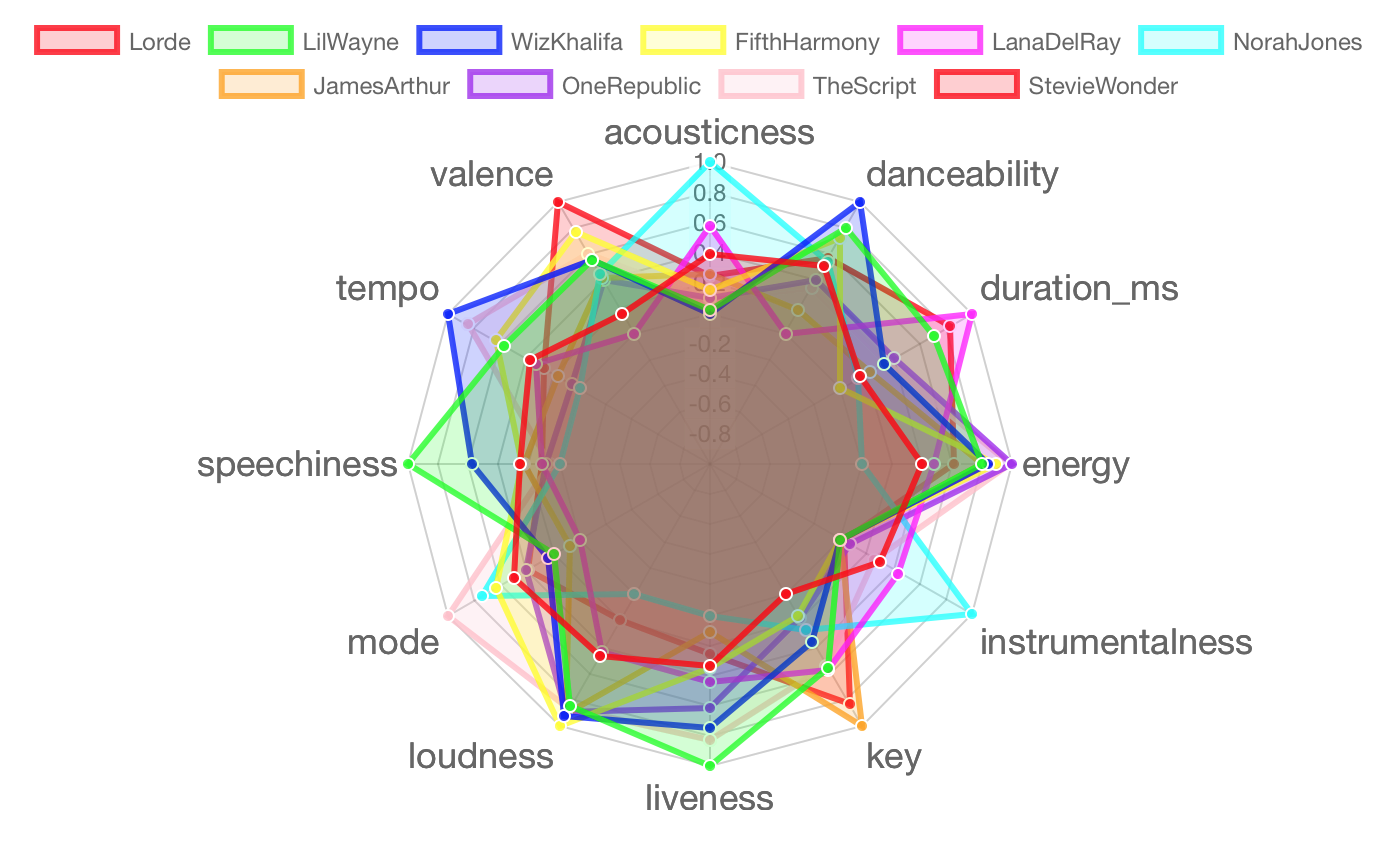 Lorde LilWayne WizKhalifa FifthHarmony LanaDelRay NorahJones
JamesArthur OneRepublic TheScript StevieWonder
acousticness
1.0
valence
danceability
0.8
0.6
tempo
duration_ms
-0.2
-0.4
-0.6
-0.8
speechiness
energy
mode
instrumentalness
loudness
key
liveness